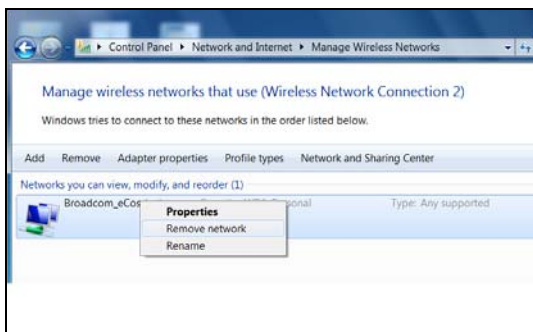 Control Panel ▸ Network and Internet ▸ Manage Wireless Networks
Manage wireless networks that use (Wireless Network Connection 2)
Windows tries to connect to these networks in the order listed below.
Add Remove Adapter properties Profile types Network and Sharing Center
Networks you can view, modify, and reorder (1)
Broadcom_eCos Type: Any supported
Properties
Remove network
Rename